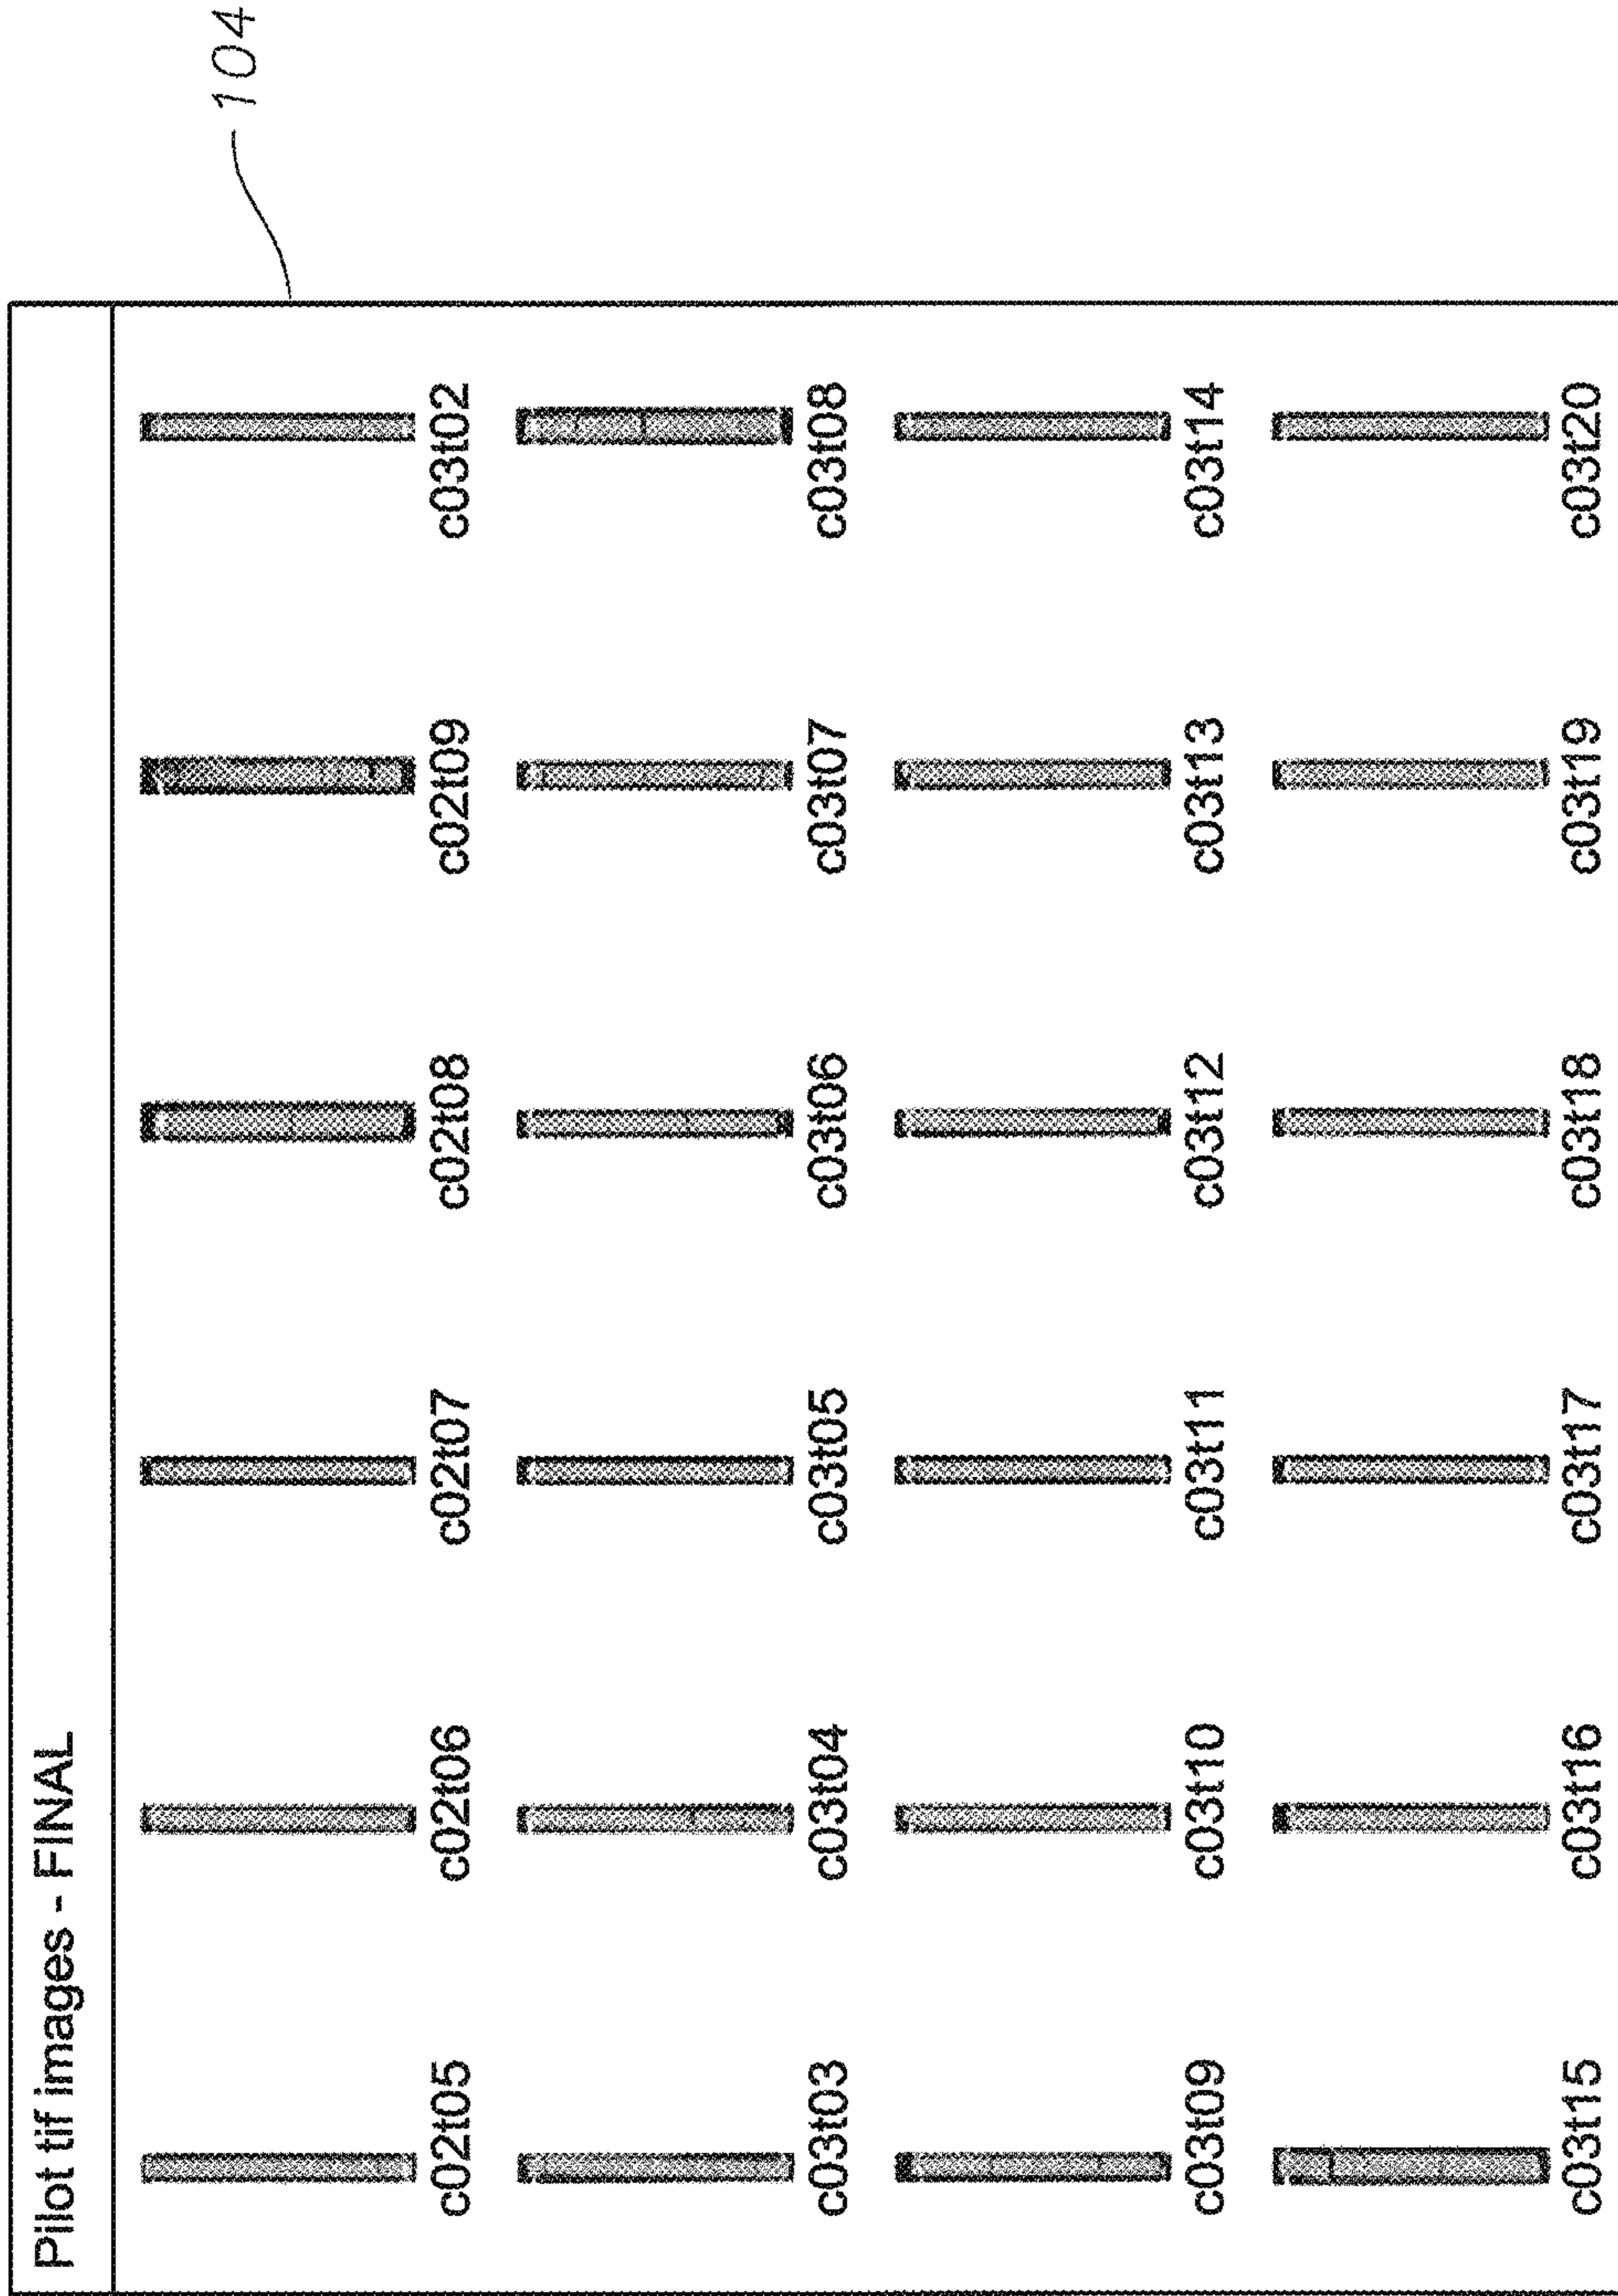 Pilot tif images - FINAL
104
c02t05 c02t06 c02t07 c02t08 c02t09 c03t02
c03t03 c03t04 c03t05 c03t06 c03t07 c03t08
c03t09 c03t10 c03t11 c03t12 c03t13 c03t14
c03t15 c03t16 c03t17 c03t18 c03t19 c03t20